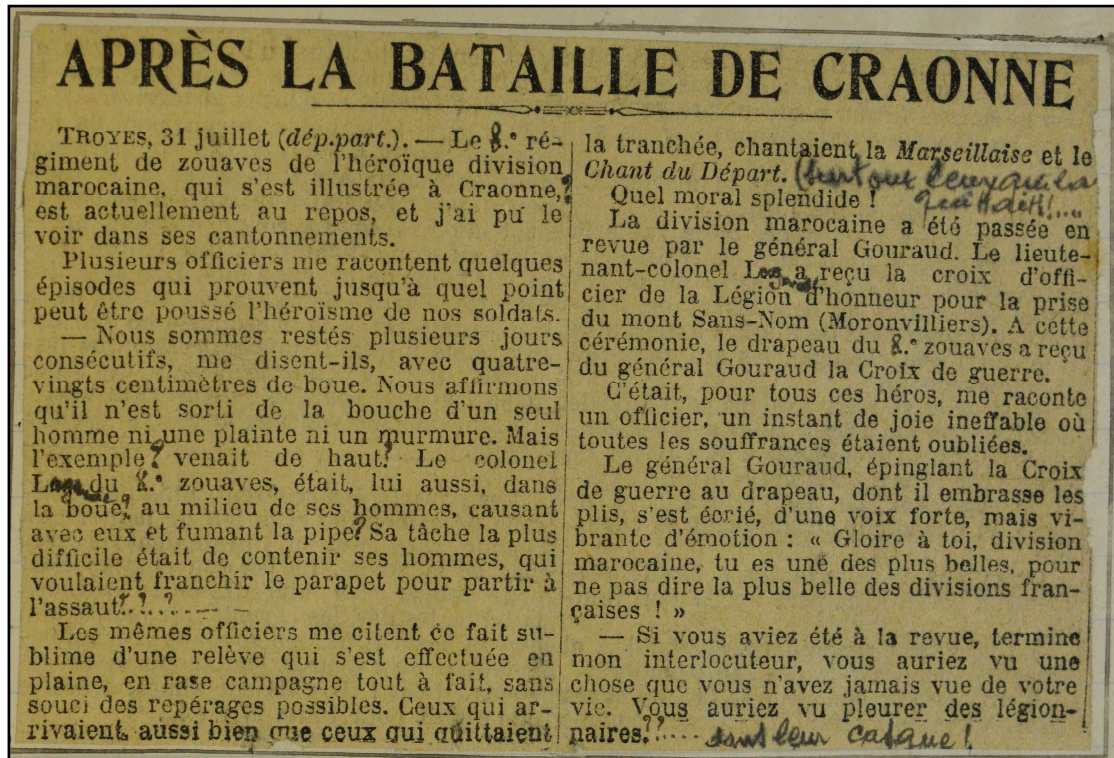 APRÈS LA BATAILLE DE CRAONNE
TROYES, 31 juillet (dép.part.). — Le 8.e ré-
giment de zouaves de l'héroïque division
marocaine, qui s'est illustrée à Craonne,?
est actuellement au repos, et j'ai pu le
voir dans ses cantonnements.
Plusieurs officiers me racontent quelques
épisodes qui prouvent jusqu'à quel point
peut être poussé l'héroïsme de nos soldats.
— Nous sommes restés plusieurs jours
consécutifs, me disent-ils, avec quatre-
vingts centimètres de boue. Nous affirmons
qu'il n'est sorti de la bouche d'un seul
homme ni une plainte ni un murmure. Mais
l'exemple? venait de haut? Le colonel
du 8.e zouaves, était, lui aussi, dans
la boue? au milieu de ses hommes, causant
avec eux et fumant la pipe? Sa tâche la plus
difficile était de contenir ses hommes, qui
voulaient franchir le parapet pour partir à
l'assaut!.?..?.....
Les mêmes officiers me citent ce fait su-
blime d'une relève qui s'est effectuée en
plaine, en rase campagne tout à fait, sans
souci des repérages possibles. Ceux qui ar-
rivaient, aussi bien que ceux qui quittaient
la tranchée, chantaient la Marseillaise et le
Chant du Départ. (surtout ceux qui la
Quel moral splendide ! quittait!....
La division marocaine a été passée en
revue par le général Gouraud. Le lieute-
nant-colonel a reçu la croix d'offi-
cier de la Légion d'honneur pour la prise
du mont Sans-Nom (Moronvilliers). A cette
cérémonie, le drapeau du 8.e zouaves a reçu
du général Gouraud la Croix de guerre.
C'était, pour tous ces héros, me raconte
un officier, un instant de joie ineffable où
toutes les souffrances étaient oubliées.
Le général Gouraud, épinglant la Croix
de guerre au drapeau, dont il embrasse les
plis, s'est écrié, d'une voix forte, mais vi-
brante d'émotion : « Gloire à toi, division
marocaine, tu es une des plus belles, pour
ne pas dire la plus belle des divisions fran-
çaises ! »
— Si vous aviez été à la revue, termine
mon interlocuteur, vous auriez vu une
chose que vous n'avez jamais vue de votre
vie. Vous auriez vu pleurer des légion-
naires.??..... leur casque !